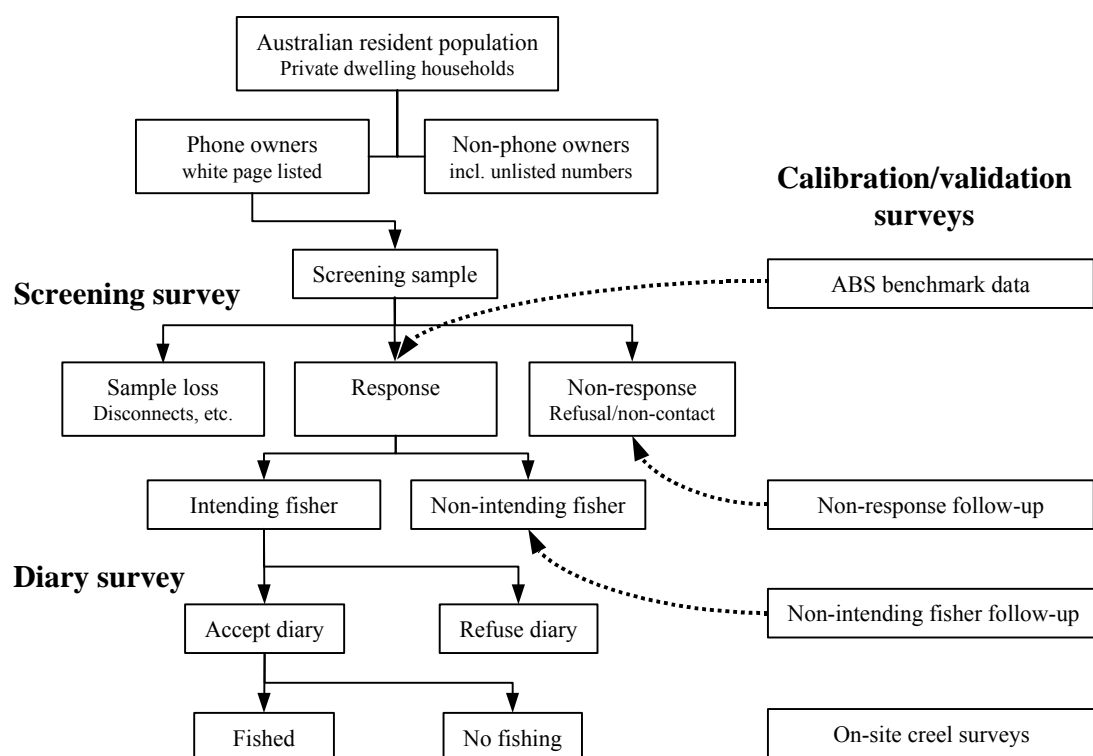 Australian resident population
Private dwelling households
Phone owners
white page listed
Non-phone owners
incl. unlisted numbers
Calibration/validation
surveys
Screening sample
ABS benchmark data
Screening survey
Sample loss
Disconnects, etc.
Response
Non-response
Refusal/non-contact
Intending fisher
Non-intending fisher
Non-response follow-up
Diary survey
Accept diary
Refuse diary
Non-intending fisher follow-up
Fished
No fishing
On-site creel surveys